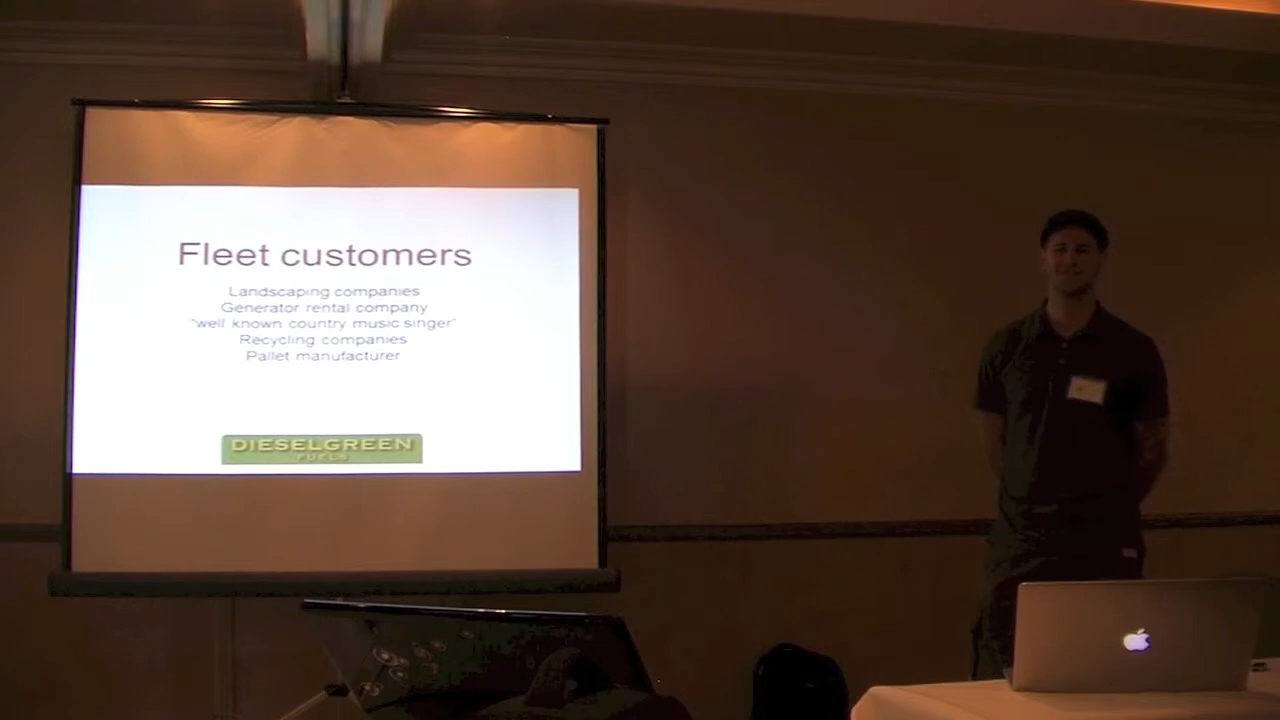 Fleet customers
Landscaping companies
Generator rental company
"well known country music singer"
Recycling companies
Pallet manufacturer
DIESELGREEN
FUELS